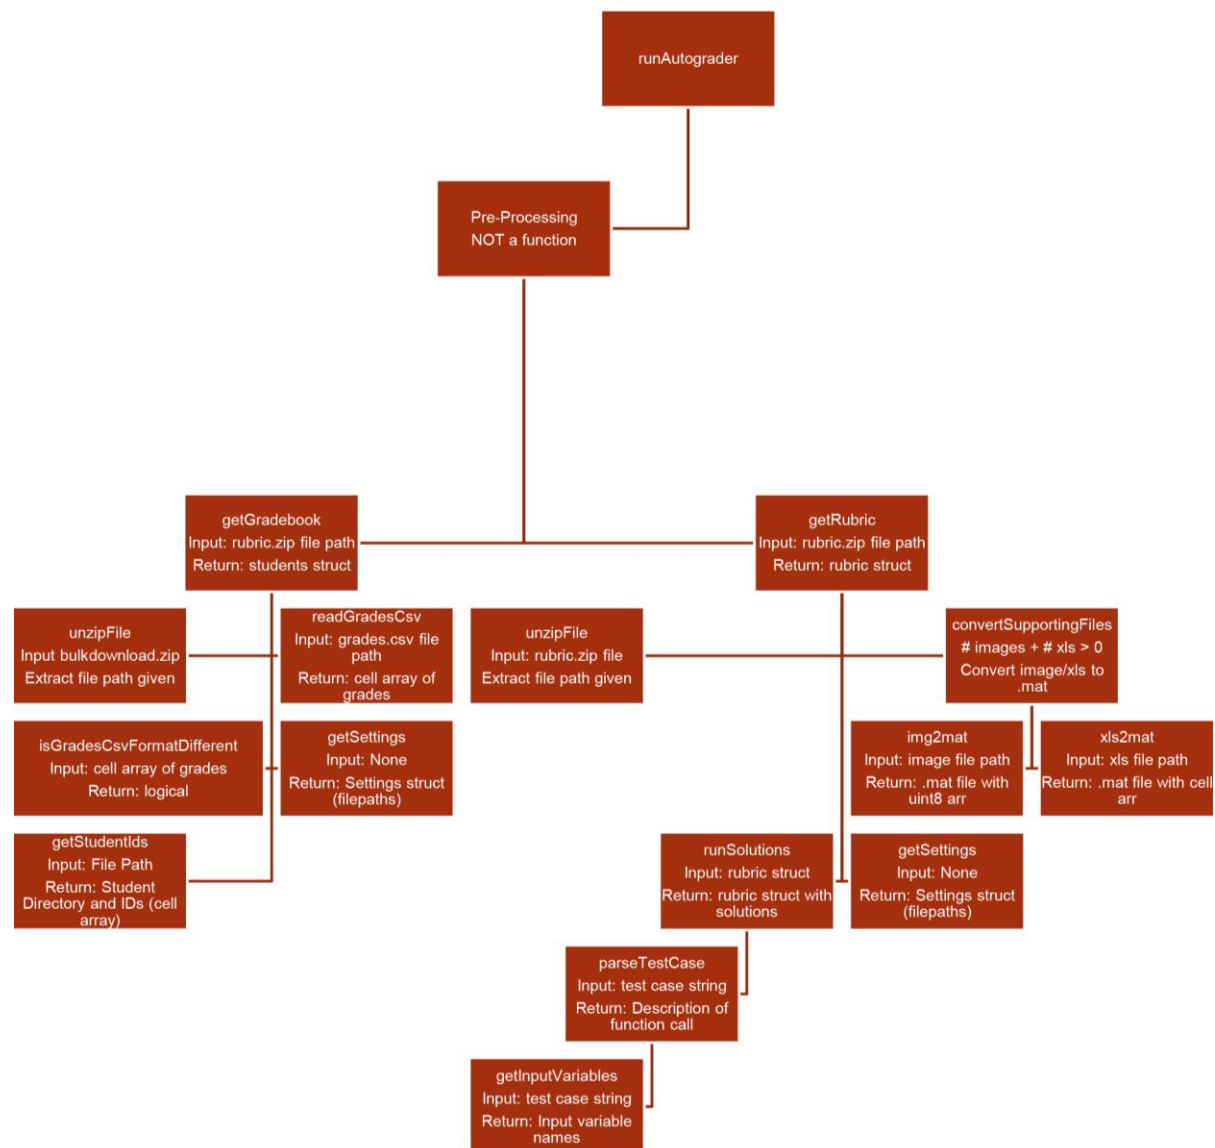 runAutograder
Pre-Processing
NOT a function
getGradebook
Input: rubric.zip file path
Return: students struct
getRubric
Input: rubric.zip file path
Return: rubric struct
unzipFile
Input bulkdownload.zip
Extract file path given
readGradesCsv
Input: grades.csv file
path
Return: cell array of
grades
unzipFile
Input: rubric.zip file
Extract file path given
convertSupportingFiles
# images + # xls > 0
Convert image/xls to
.mat
isGradesCsvFormatDifferent
Input: cell array of grades
Return: logical
getSettings
Input: None
Return: Settings struct
(filepaths)
img2mat
Input: image file path
Return: .mat file with
uint8 arr
xls2mat
Input: xls file path
Return: .mat file with cell
arr
getStudentIds
Input: File Path
Return: Student
Directory and IDs (cell
array)
runSolutions
Input: rubric struct
Return: rubric struct with
solutions
getSettings
Input: None
Return: Settings struct
(filepaths)
parseTestCase
Input: test case string
Return: Description of
function call
getInputVariables
Input: test case string
Return: Input variable
names